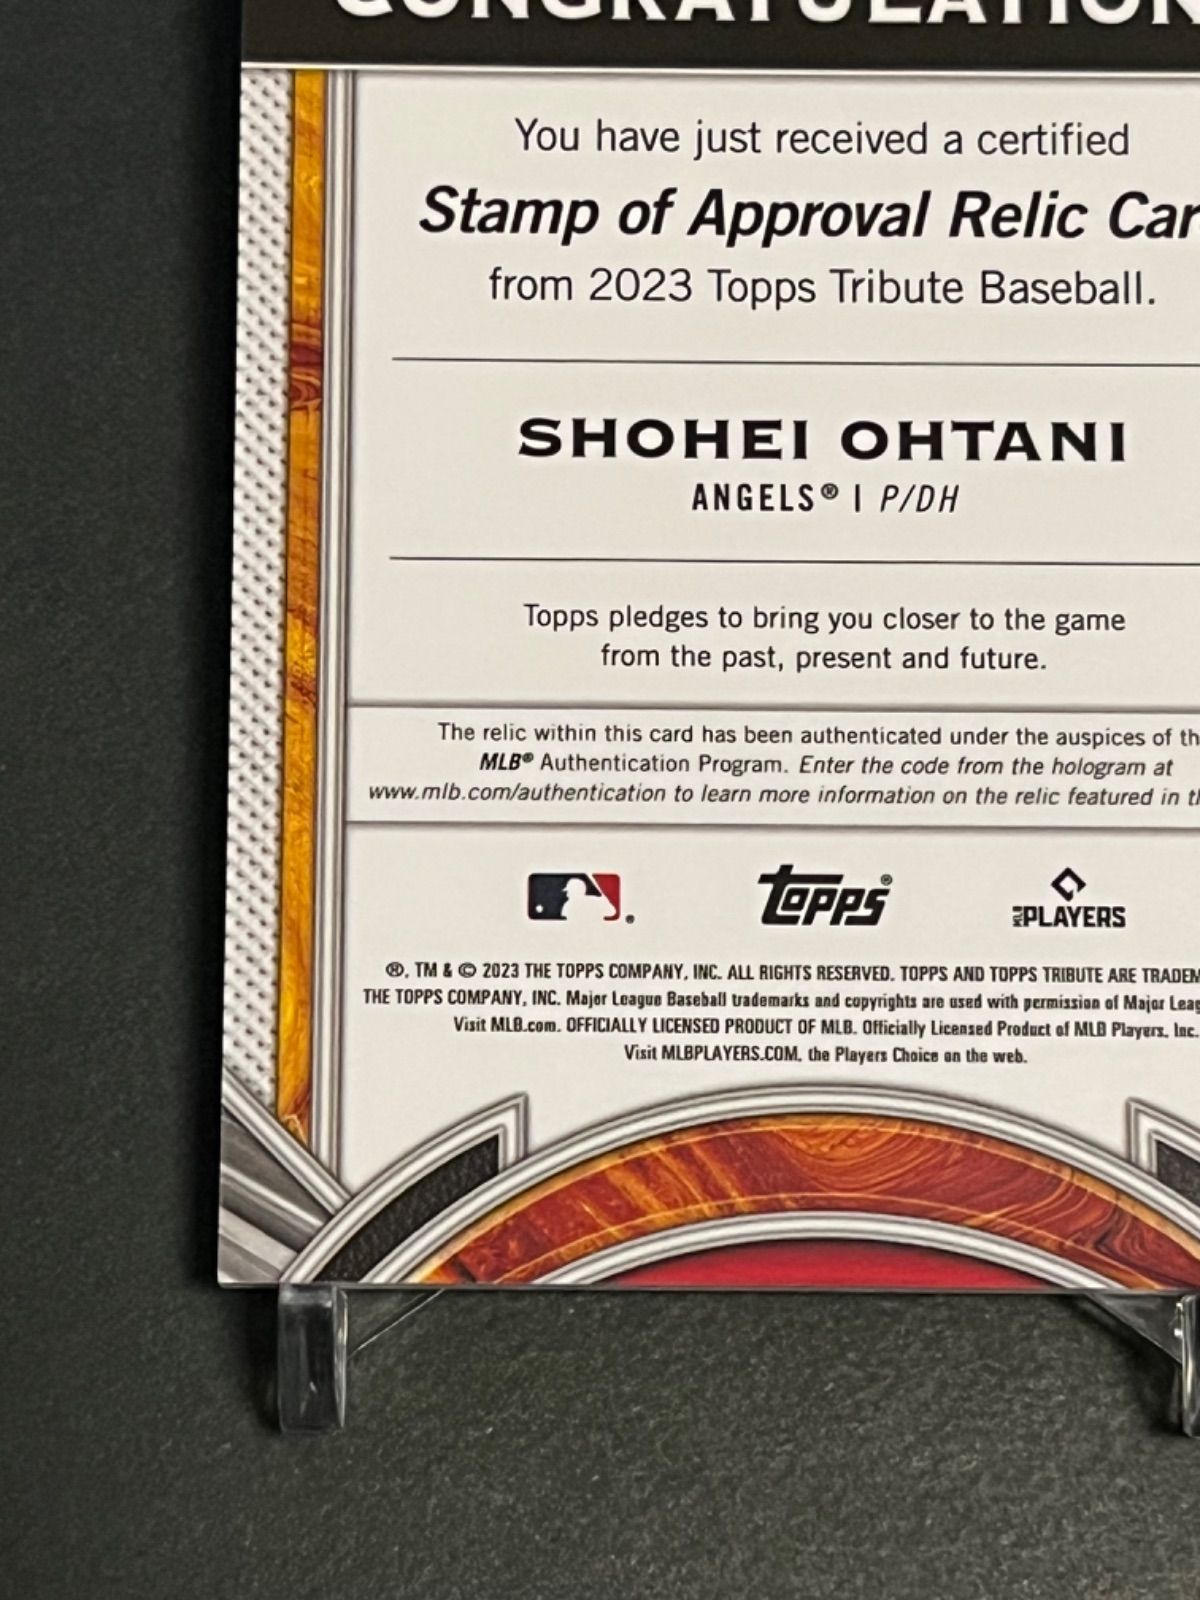 CONGRATULATION
You have just received a certified
Stamp of Approval Relic Car
from 2023 Topps Tribute Baseball.
SHOHEI OHTANI
ANGELS® | P/DH
Topps pledges to bring you closer to the game
from the past, present and future.
The relic within this card has been authenticated under the auspices of th
MLB® Authentication Program. Enter the code from the hologram at
www.mlb.com/authentication to learn more information on the relic featured in th
TOPPS®
MLB PLAYERS
®, TM & © 2023 THE TOPPS COMPANY, INC. ALL RIGHTS RESERVED. TOPPS AND TOPPS TRIBUTE ARE TRADEM
THE TOPPS COMPANY, INC. Major League Baseball trademarks and copyrights are used with permission of Major Leag
Visit MLB.com. OFFICIALLY LICENSED PRODUCT OF MLB. Officially Licensed Product of MLB Players, Inc.
Visit MLBPLAYERS.COM, the Players Choice on the web.